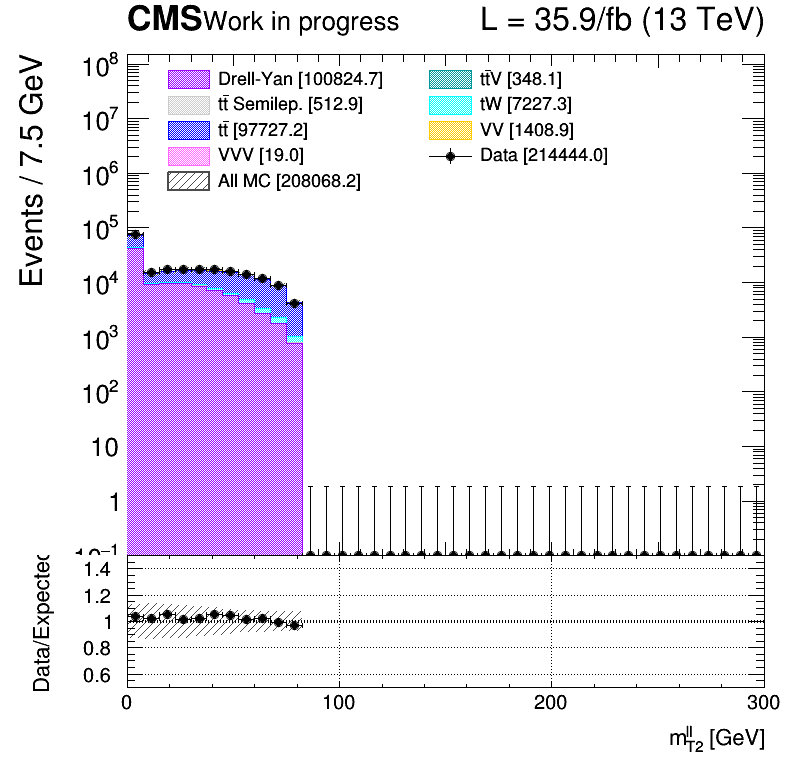 CMS Work in progress L = 35.9/fb (13 TeV)
Events / 7.5 GeV
10⁸
10⁷
10⁶
10⁵
10⁴
10³
10²
10
1
10⁻¹
Drell-Yan [100824.7]
tt̄ Semilep. [512.9]
tt̄ [97727.2]
VVV [19.0]
All MC [208068.2]
tt̄V [348.1]
tW [7227.3]
VV [1408.9]
Data [214444.0]
Data/Expected
1.4
1.2
1
0.8
0.6
0 100 200 300
m_{T2}^{ll} [GeV]